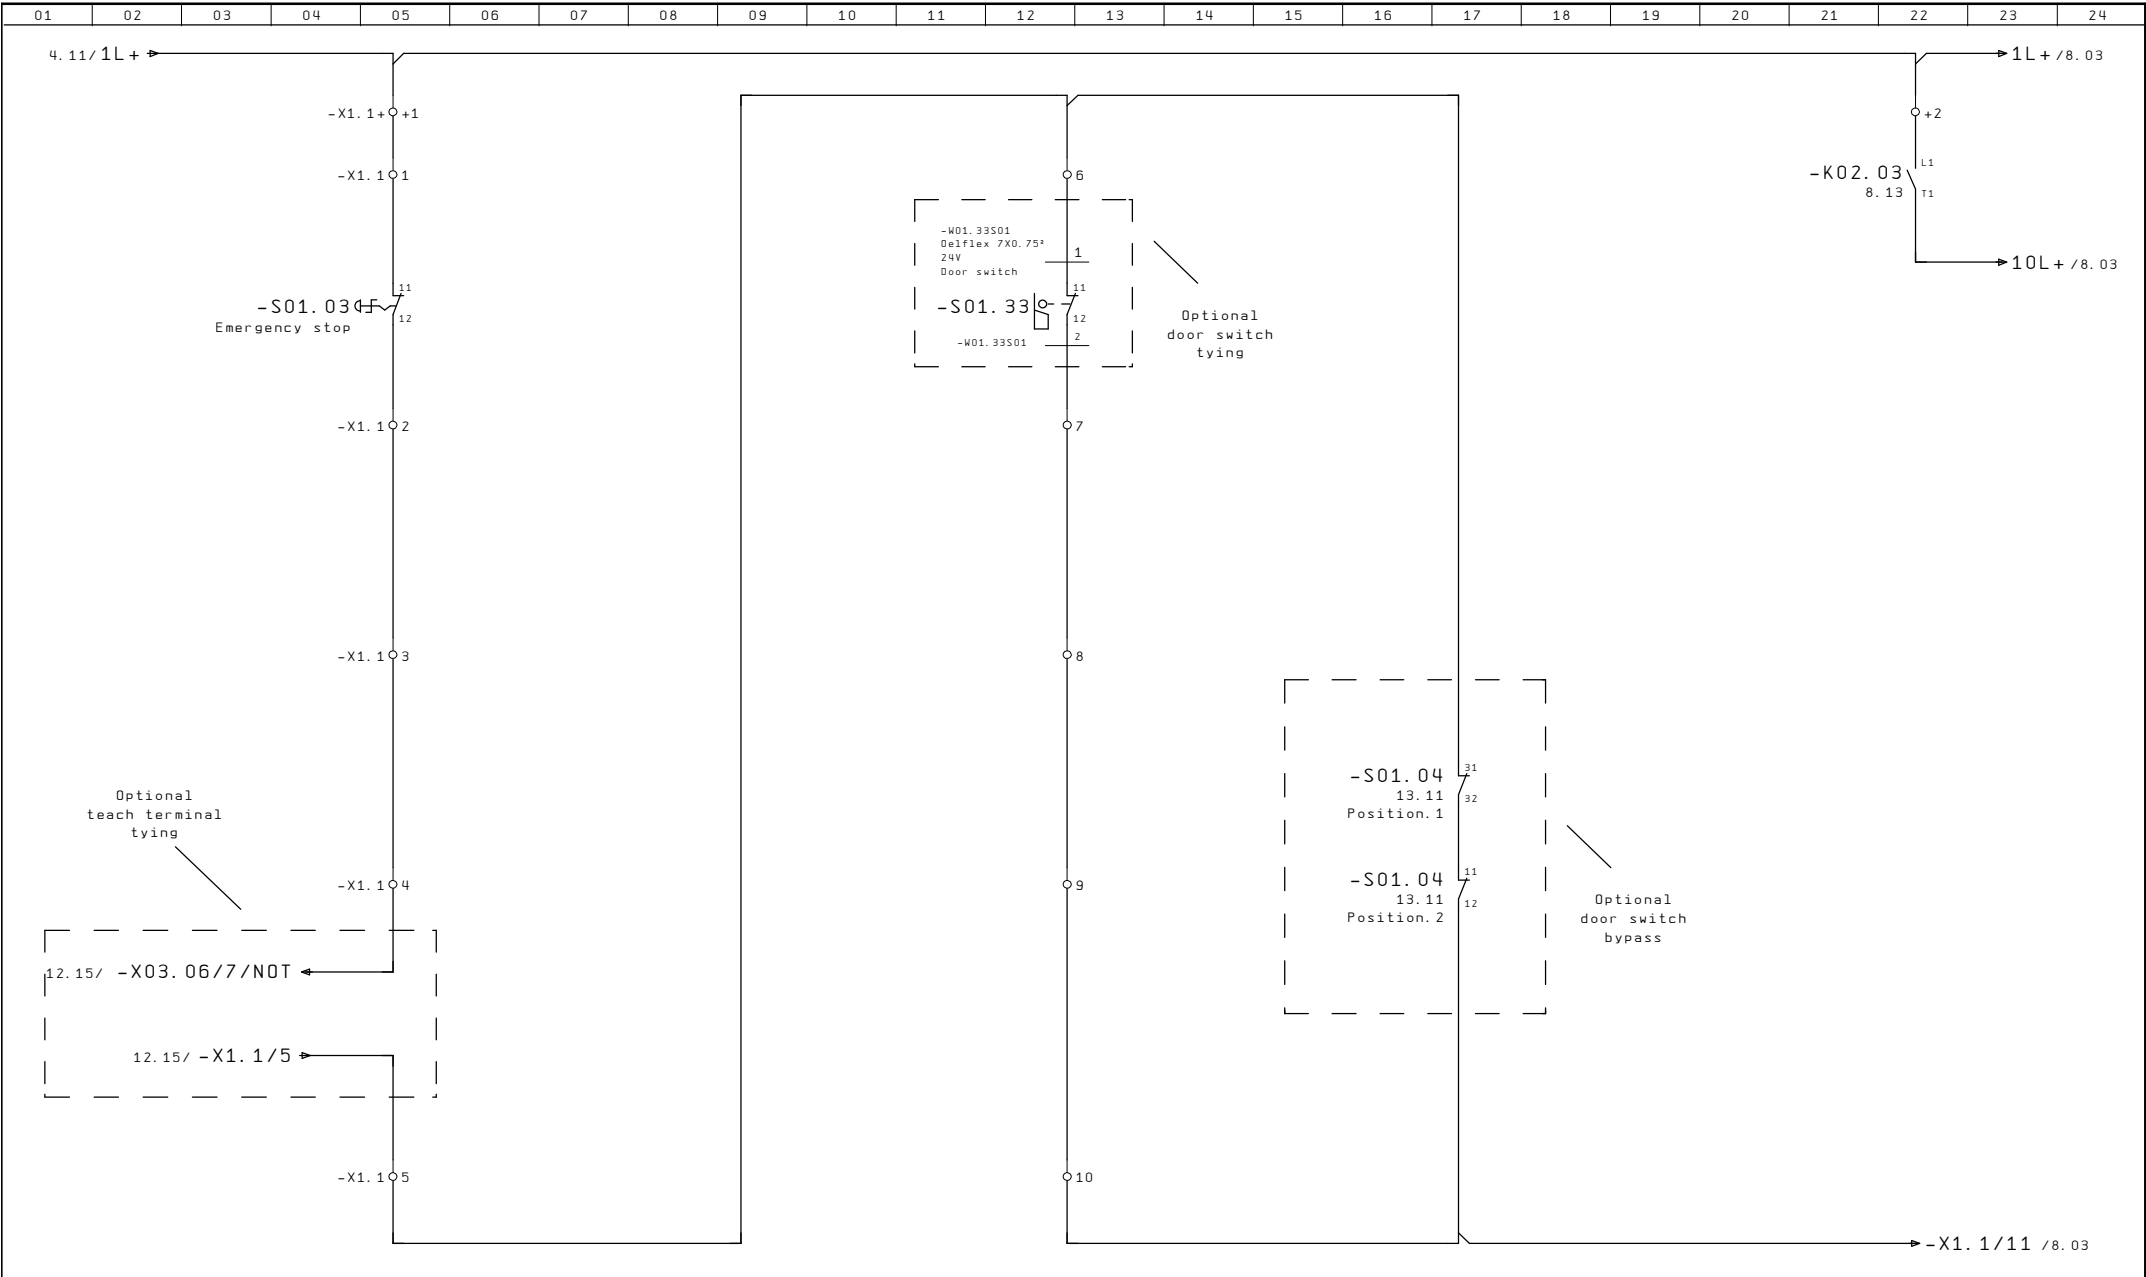 01 02 03 04 05 06 07 08 09 10 11 12 13 14 15 16 17 18 19 20 21 22 23 24
4.11/1L+
1L+/8.03
-X1.1+ +1
+2
-X1.1 1
6
-K02.03
8.13
L1
T1
-W01.33S01
Oelflex 7X0.75²
24V
Door switch
1
10L+/8.03
-S01.03
Emergency stop
11
12
-S01.33
11
12
-W01.33S01
2
Optional
door switch
tying
-X1.1 2
7
-X1.1 3
8
-S01.04
13.11
Position.1
31
32
Optional
teach terminal
tying
-X1.1 4
9
-S01.04
13.11
Position.2
11
12
Optional
door switch
bypass
12.15/ -X03.06/7/NOT
12.15/ -X1.1/5
-X1.1 5
10
-X1.1/11 /8.03